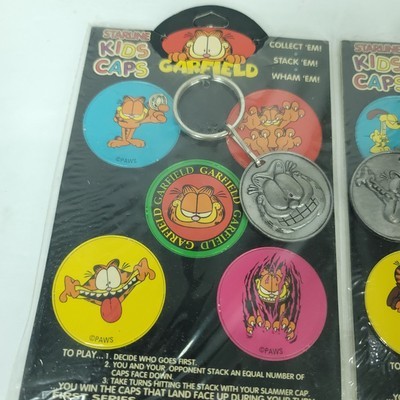 STARLINE
KIDS
CAPS
GARFIELD
COLLECT 'EM!
STACK 'EM!
WHAM 'EM!
STARLINE
KIDS
CAPS
©PAWS
GARFIELD GARFIELD GARFIELD GARFIELD
©PAWS
©PAWS
TO PLAY... 1. DECIDE WHO GOES FIRST.
2. YOU AND YOUR OPPONENT STACK AN EQUAL NUMBER OF
CAPS FACE DOWN.
3. TAKE TURNS HITTING THE STACK WITH YOUR SLAMMER CAP
YOU WIN THE CAPS THAT LAND FACE UP DURING YOUR TURN
FIRST SERIES